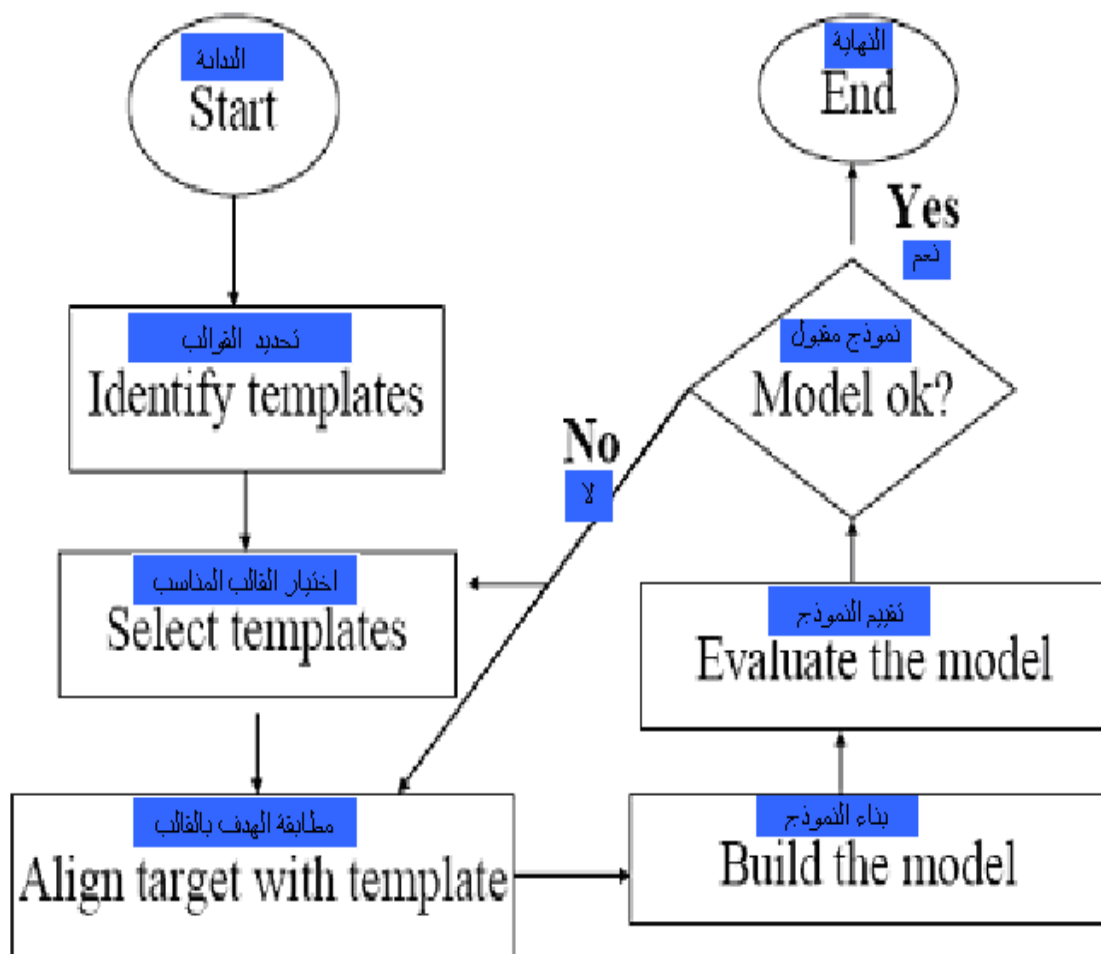 البداية
Start
تحديد القوالب
Identify templates
اختيار القالب المناسب
Select templates
مطابقة الهدف بالقالب
Align target with template
بناء النموذج
Build the model
تقييم النموذج
Evaluate the model
نموذج مقبول
Model ok?
No
لا
Yes
نعم
النهاية
End